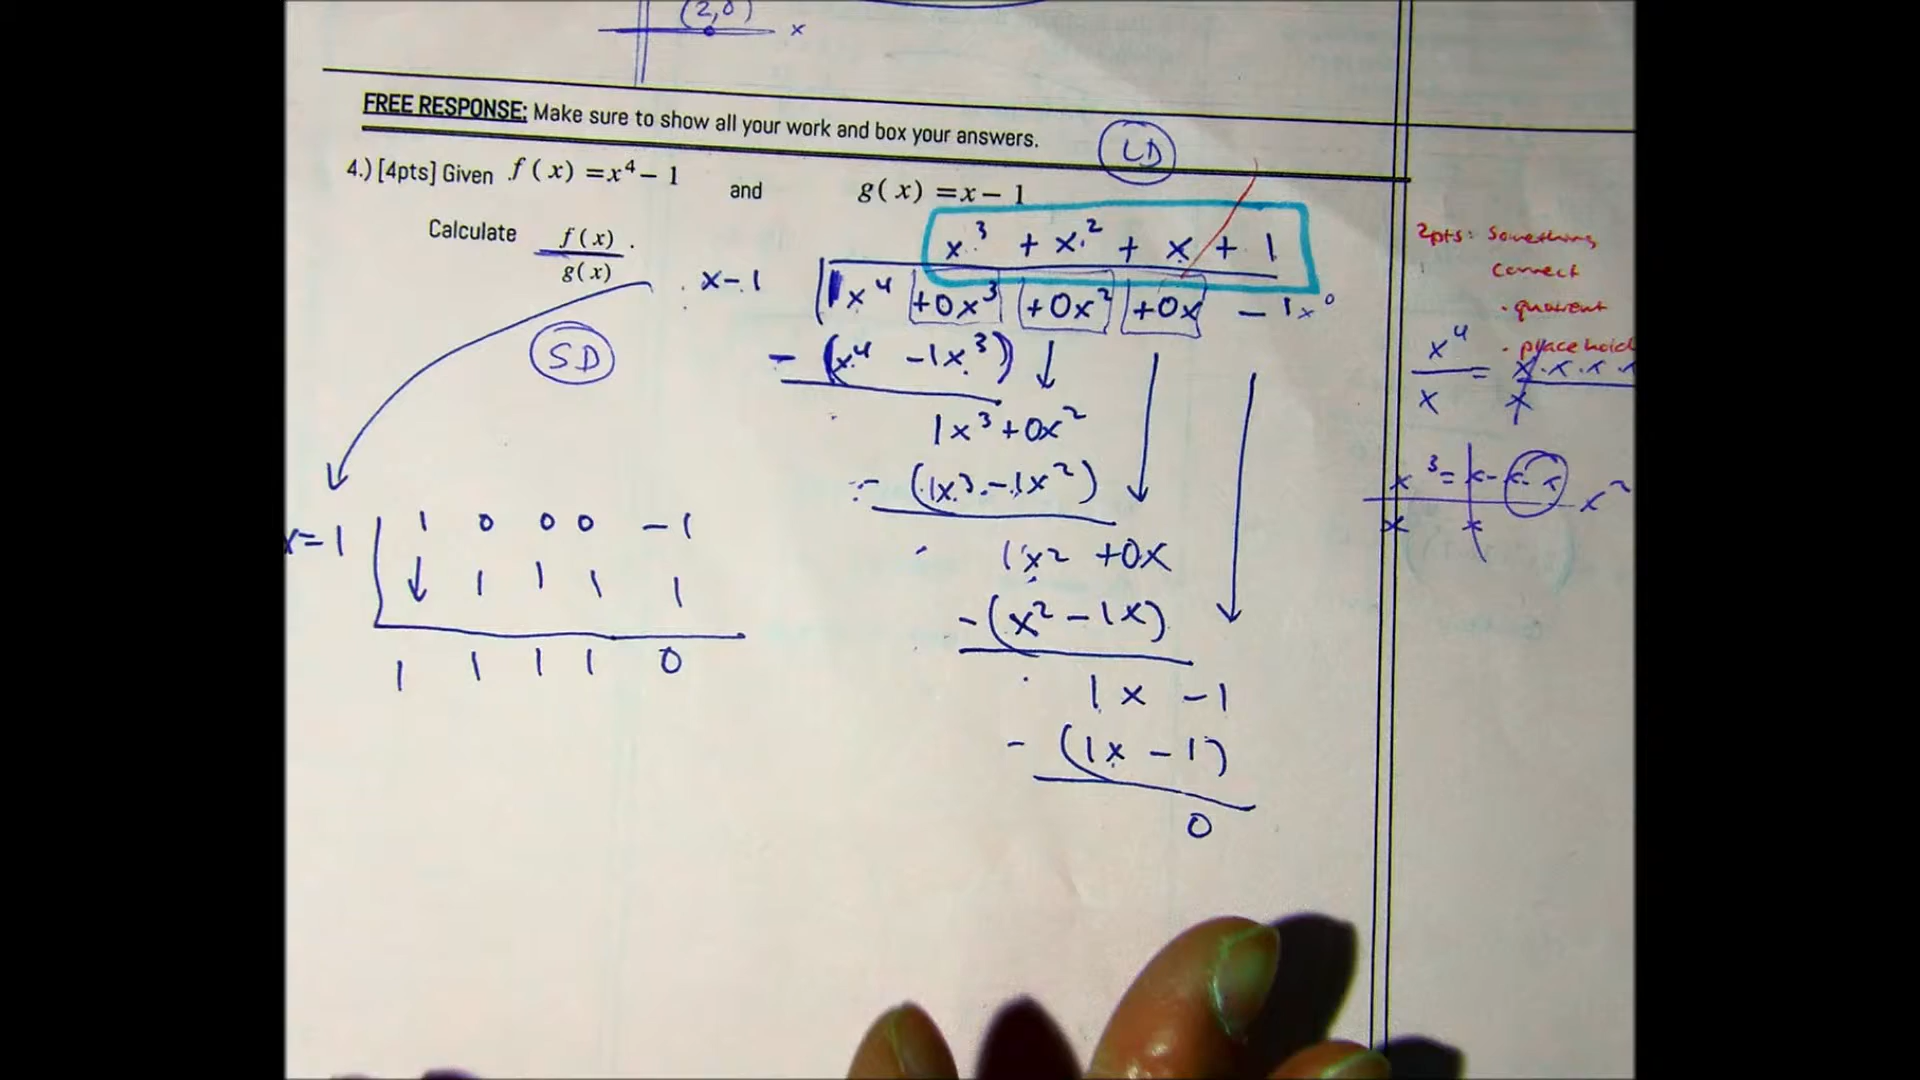 (2,0)
x
FREE RESPONSE: Make sure to show all your work and box your answers.
LD
4.) [4pts] Given f(x) = x⁴ − 1 and g(x) = x − 1
Calculate f(x) / g(x) .
x³ + x² + x + 1
x − 1
1x⁴ +0x³ +0x² +0x − 1x⁰
− (x⁴ − 1x³)
1x³ + 0x²
− (1x³ − 1x²)
1x² + 0x
− (x² − 1x)
1x − 1
− (1x − 1)
0
SD
x = 1
1 0 0 0 −1
1 1 1 1
1 1 1 1 0
2pts: Something
correct
x⁴ / x = x·x·x·x / x
x³ / x = x·x·x / x
x²